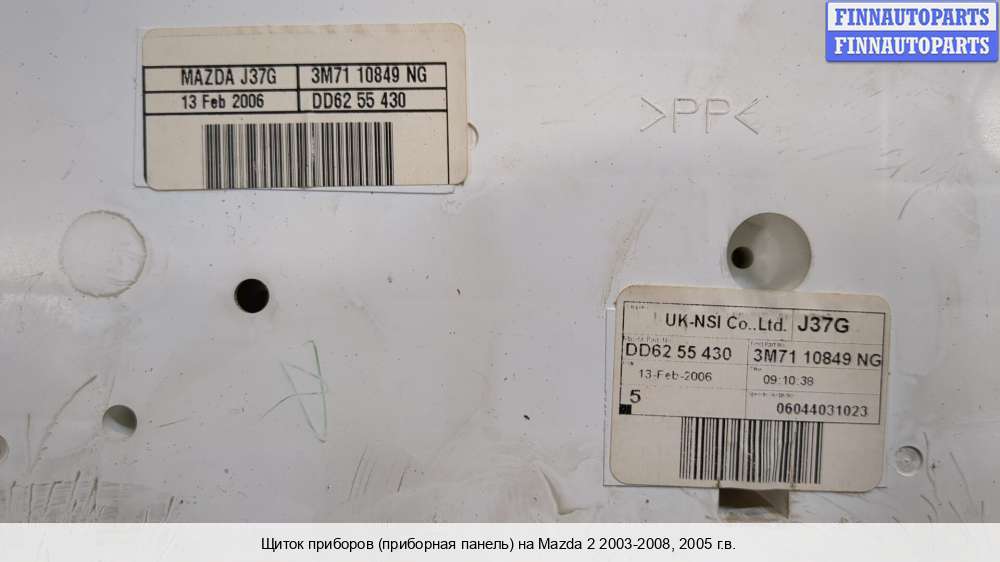 FINNAUTOPARTS
FINNAUTOPARTS
MAZDA J37G
3M71 10849 NG
13 Feb 2006
DD62 55 430
>PP<
UK-NSI Co.,Ltd.
J37G
DD62 55 430
3M71 10849 NG
13-Feb-2006
09:10:38
5
06044031023
Щиток приборов (приборная панель) на Mazda 2 2003-2008, 2005 г.в.